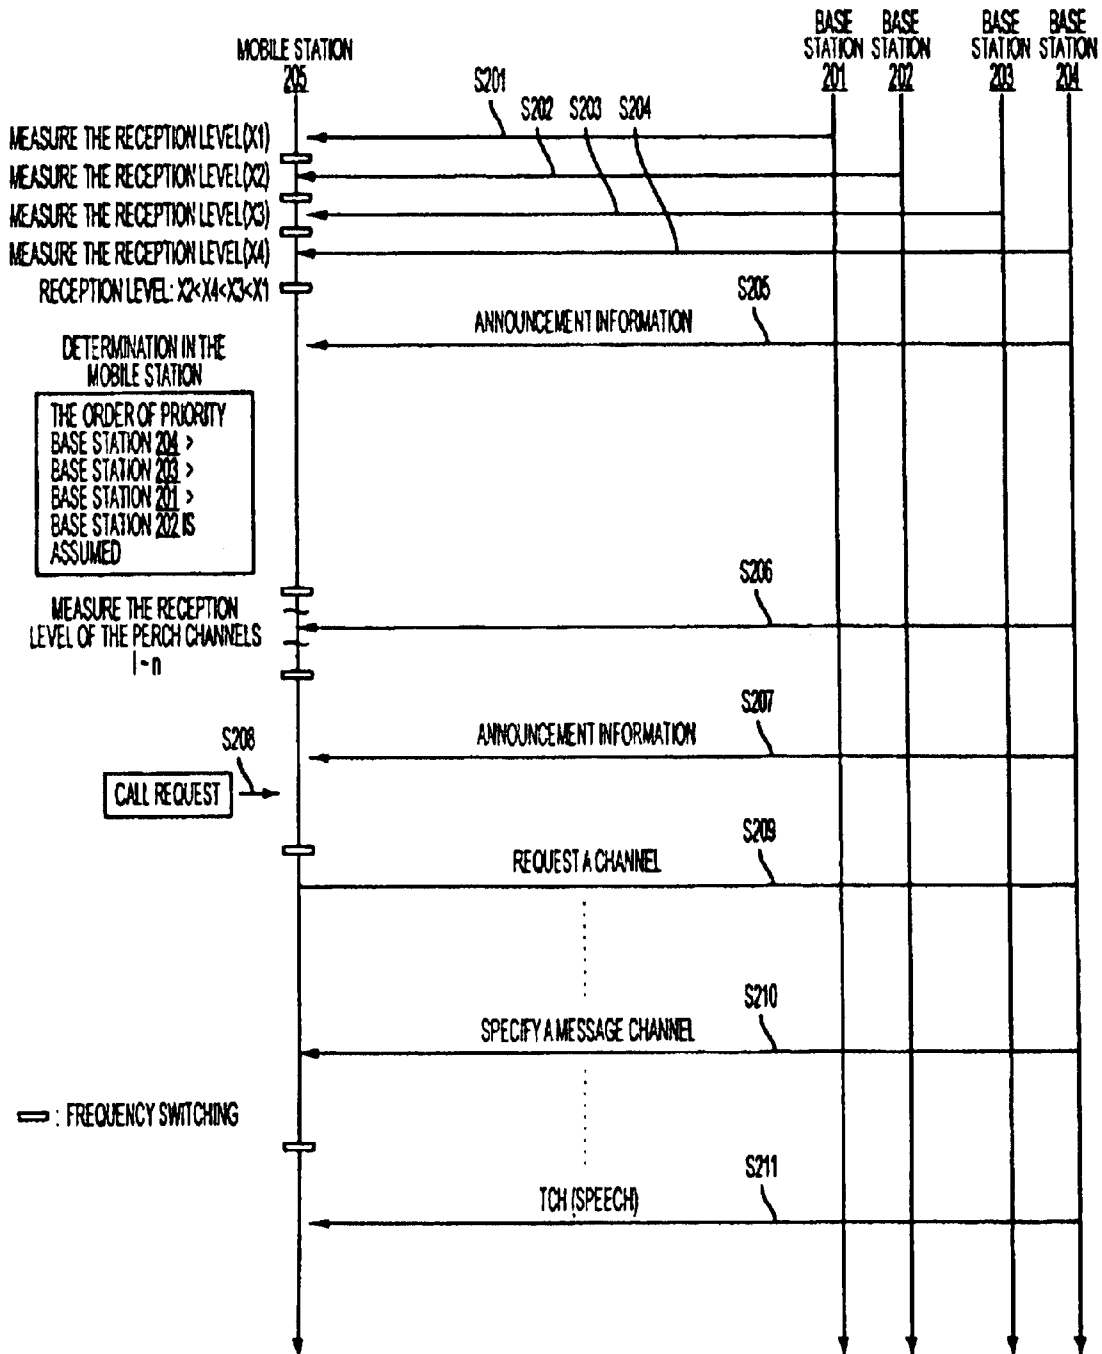 MOBILE STATION
205
BASE
STATION
201
BASE
STATION
202
BASE
STATION
203
BASE
STATION
204
S201
S202
S203
S204
MEASURE THE RECEPTION LEVEL(X1)
MEASURE THE RECEPTION LEVEL(X2)
MEASURE THE RECEPTION LEVEL(X3)
MEASURE THE RECEPTION LEVEL(X4)
RECEPTION LEVEL: X2<X4<X3<X1
S205
ANNOUNCEMENT INFORMATION
DETERMINATION IN THE
MOBILE STATION
THE ORDER OF PRIORITY
BASE STATION 204 >
BASE STATION 203 >
BASE STATION 201 >
BASE STATION 202 IS
ASSUMED
S206
MEASURE THE RECEPTION
LEVEL OF THE PERCH CHANNELS
1~n
S207
ANNOUNCEMENT INFORMATION
S208
CALL REQUEST
S209
REQUEST A CHANNEL
S210
SPECIFY A MESSAGE CHANNEL
: FREQUENCY SWITCHING
S211
TCH (SPEECH)